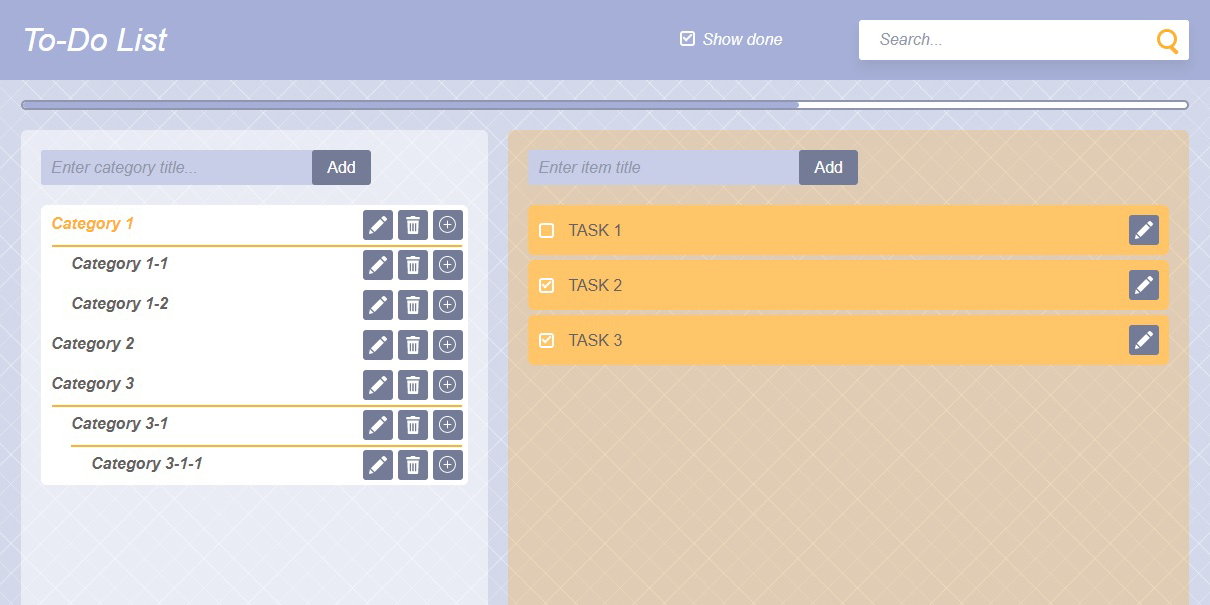 To-Do List
Show done
Search...
Enter category title...
Add
Category 1
Category 1-1
Category 1-2
Category 2
Category 3
Category 3-1
Category 3-1-1
Enter item title
Add
TASK 1
TASK 2
TASK 3